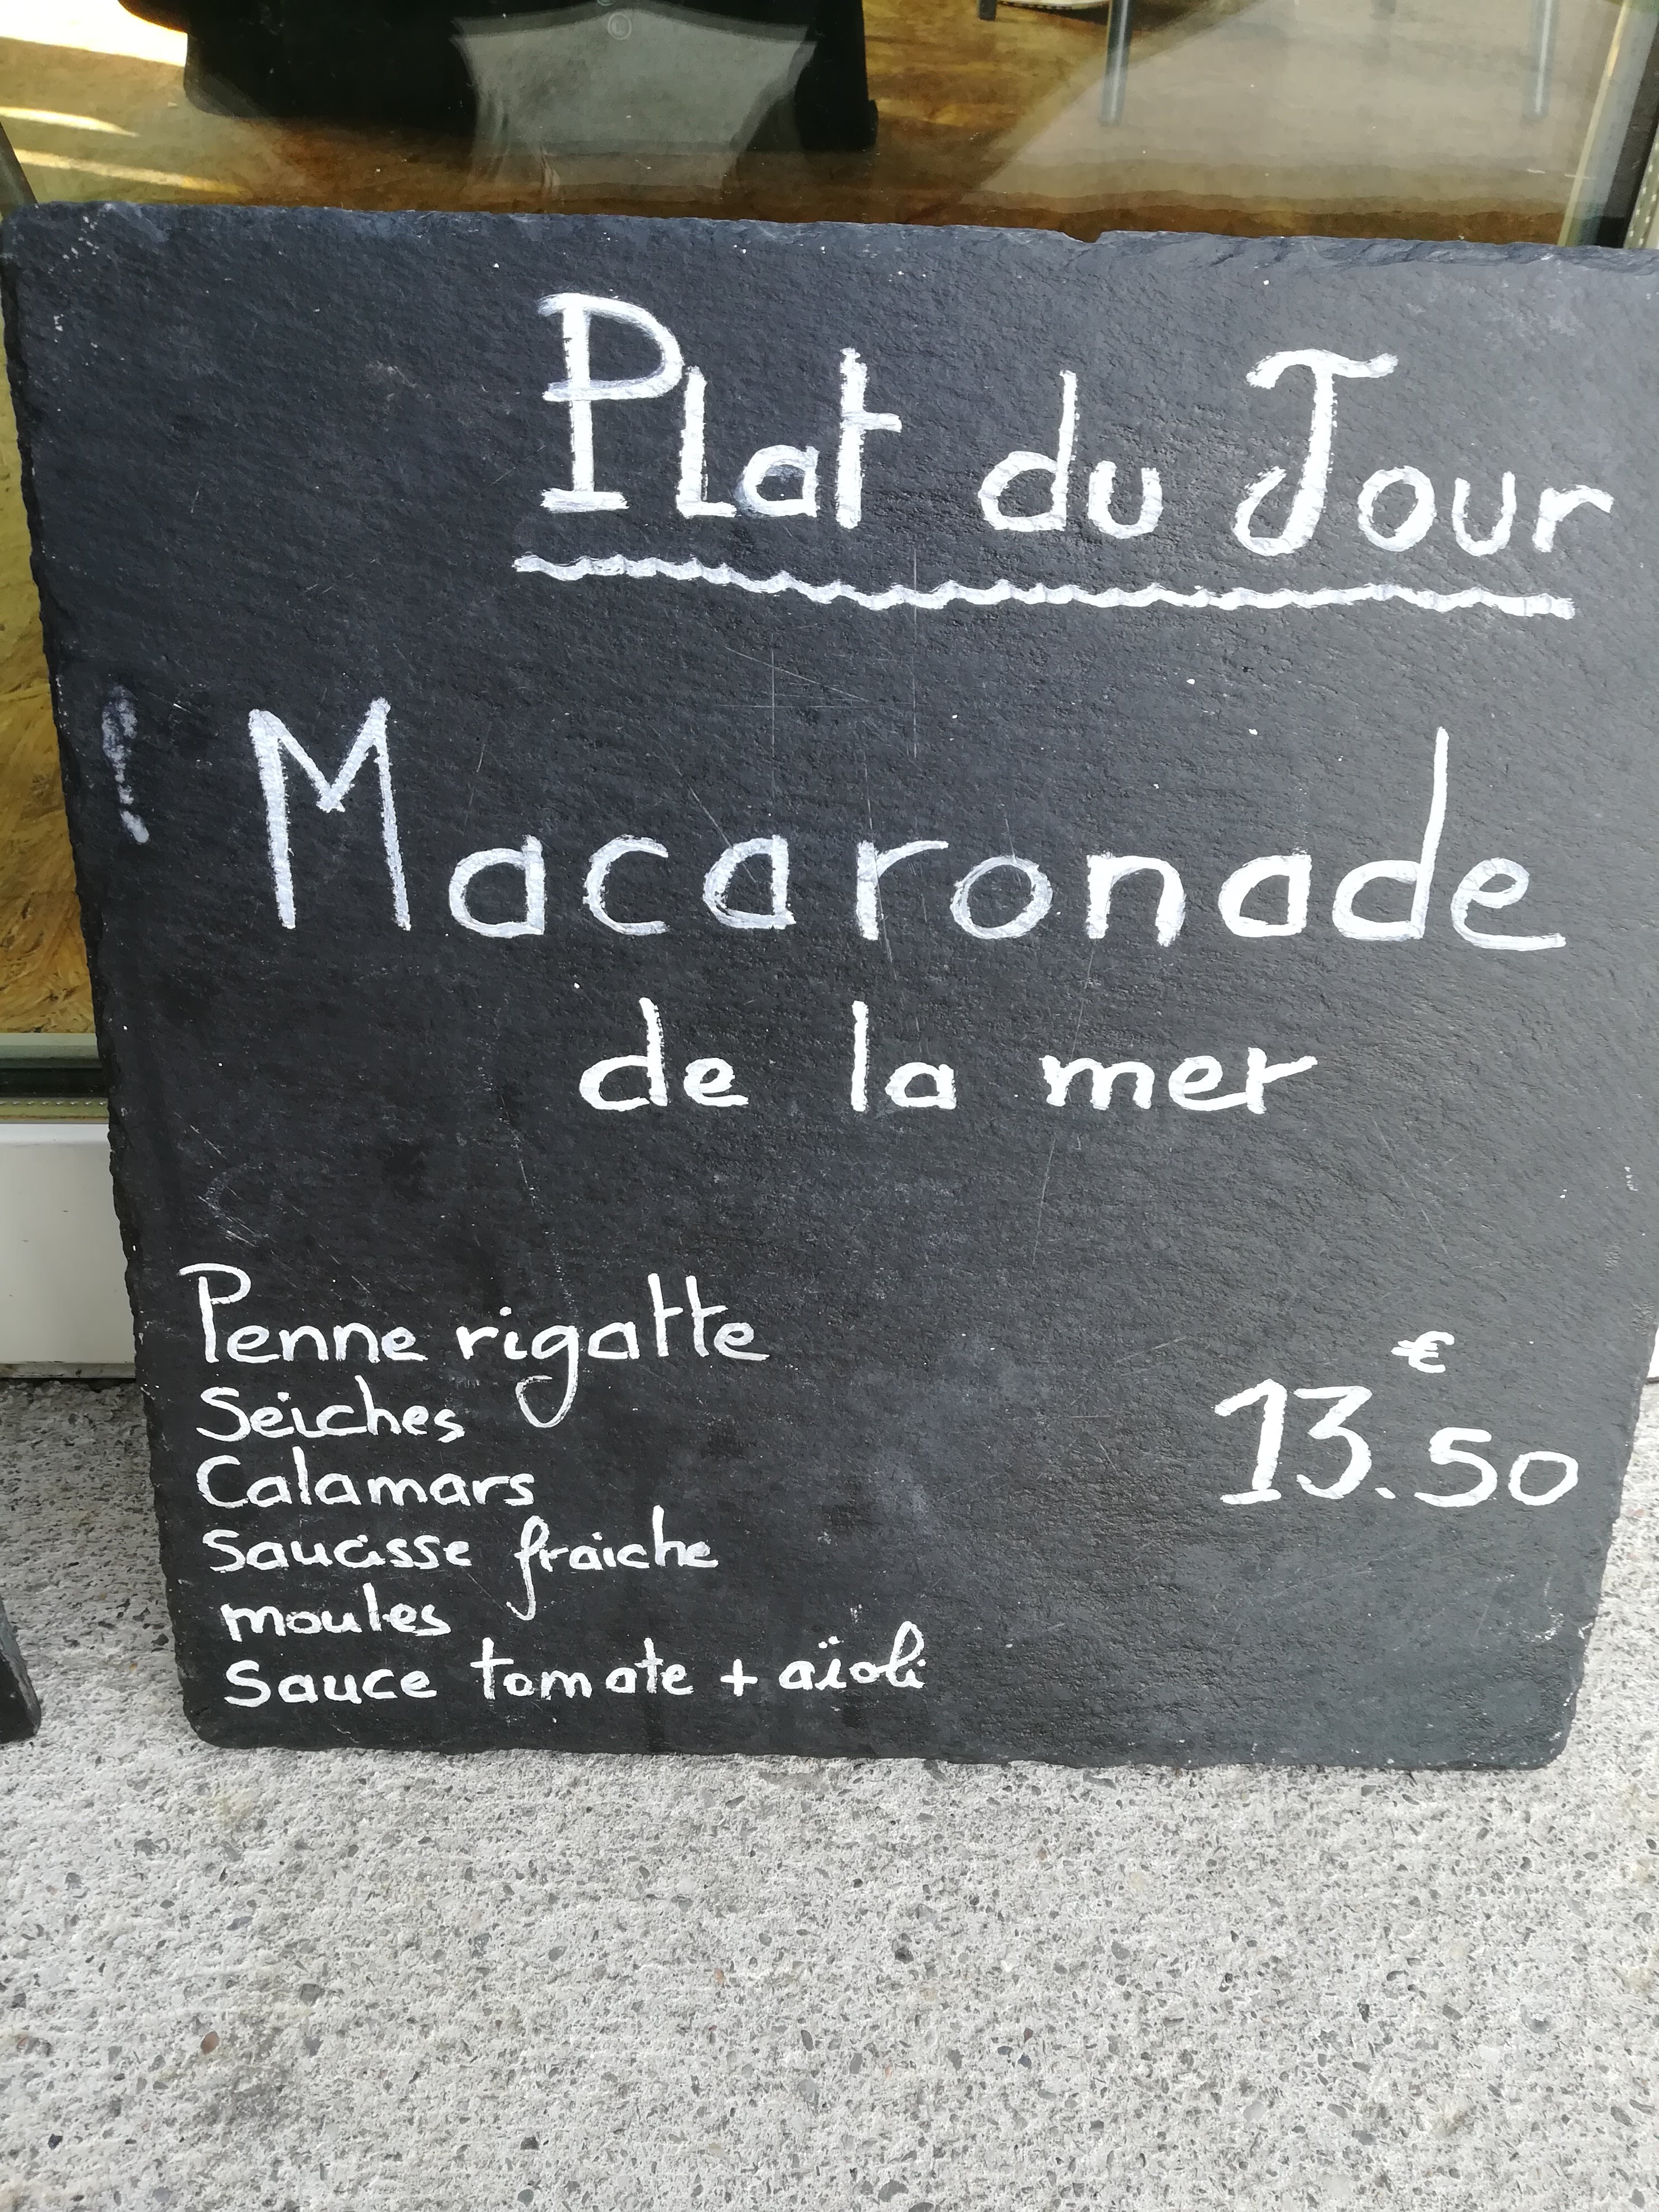 Plat du Jour
Macaronade
de la mer
Penne rigatte
Seiches
Calamars
Saucisse fraiche
moules
sauce tomate + aïoli
€
13.50